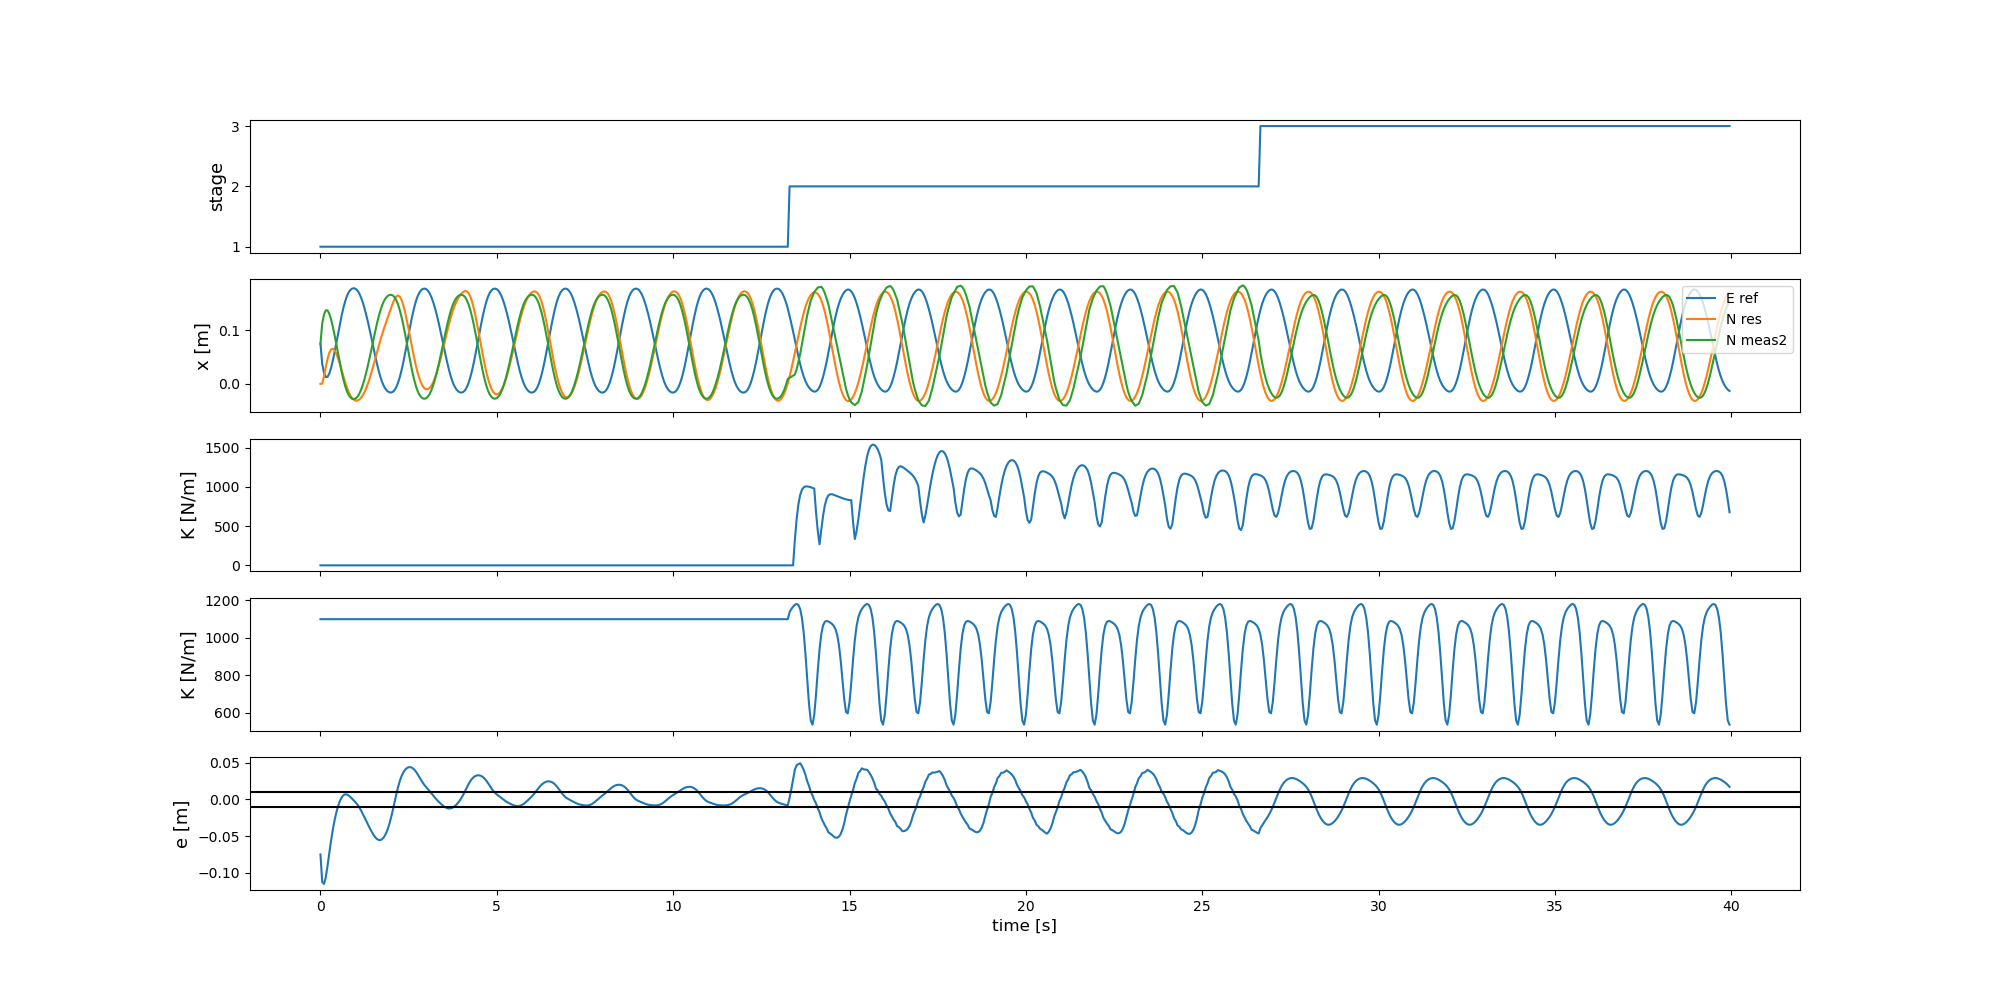 3
2
1
stage
0.1
0.0
x [m]
E ref
N res
N meas2
1500
1000
500
0
K [N/m]
1200
1000
800
600
K [N/m]
0.05
0.00
−0.05
−0.10
e [m]
0 5 10 15 20 25 30 35 40
time [s]